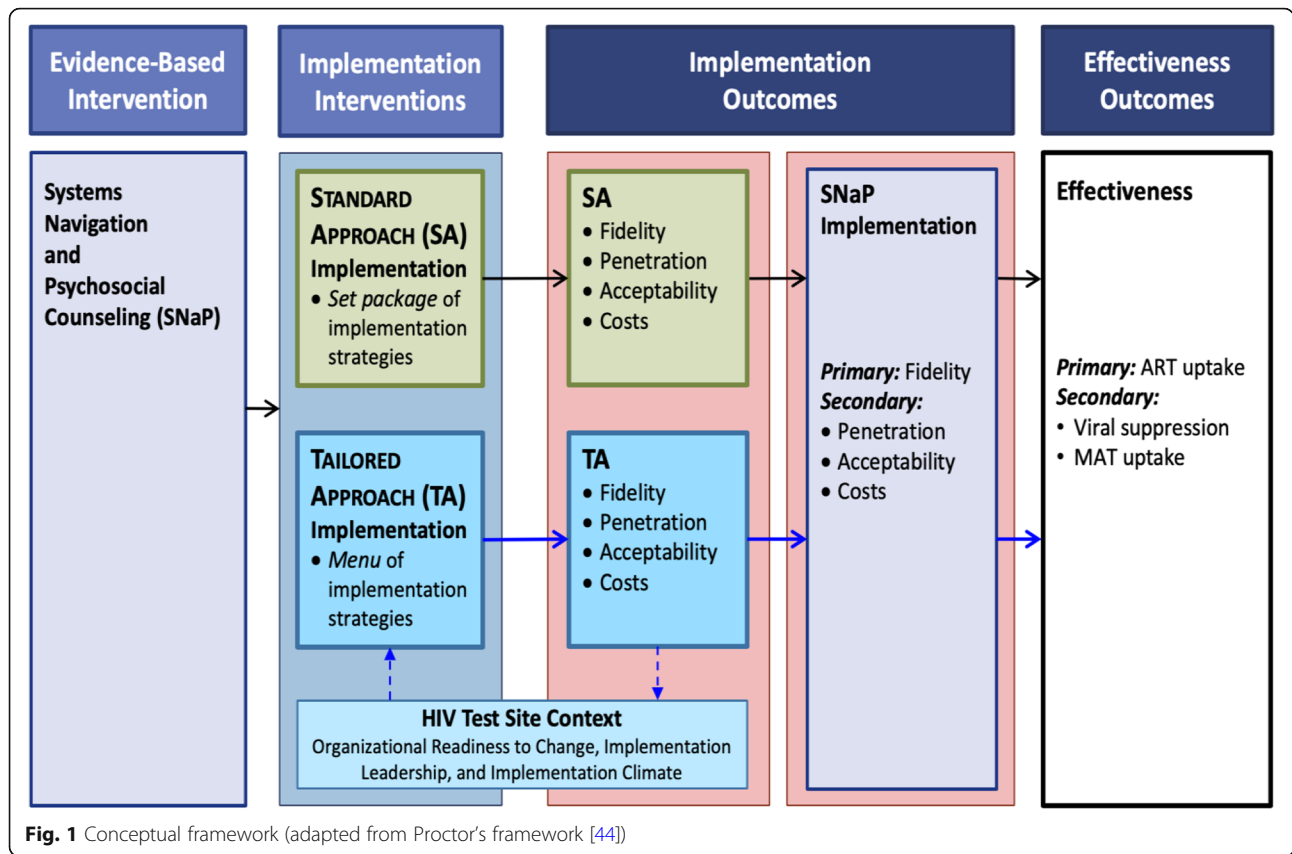 Evidence-Based
Intervention
Implementation
Interventions
Implementation
Outcomes
Effectiveness
Outcomes
Systems
Navigation
and
Psychosocial
Counseling (SNaP)
STANDARD
APPROACH (SA)
Implementation
• Set package of
implementation
strategies
TAILORED
APPROACH (TA)
Implementation
• Menu of
implementation
strategies
SA
• Fidelity
• Penetration
• Acceptability
• Costs
TA
• Fidelity
• Penetration
• Acceptability
• Costs
HIV Test Site Context
Organizational Readiness to Change, Implementation
Leadership, and Implementation Climate
SNaP
Implementation
Primary: Fidelity
Secondary:
• Penetration
• Acceptability
• Costs
Effectiveness
Primary: ART uptake
Secondary:
• Viral suppression
• MAT uptake
Fig. 1 Conceptual framework (adapted from Proctor's framework [44])